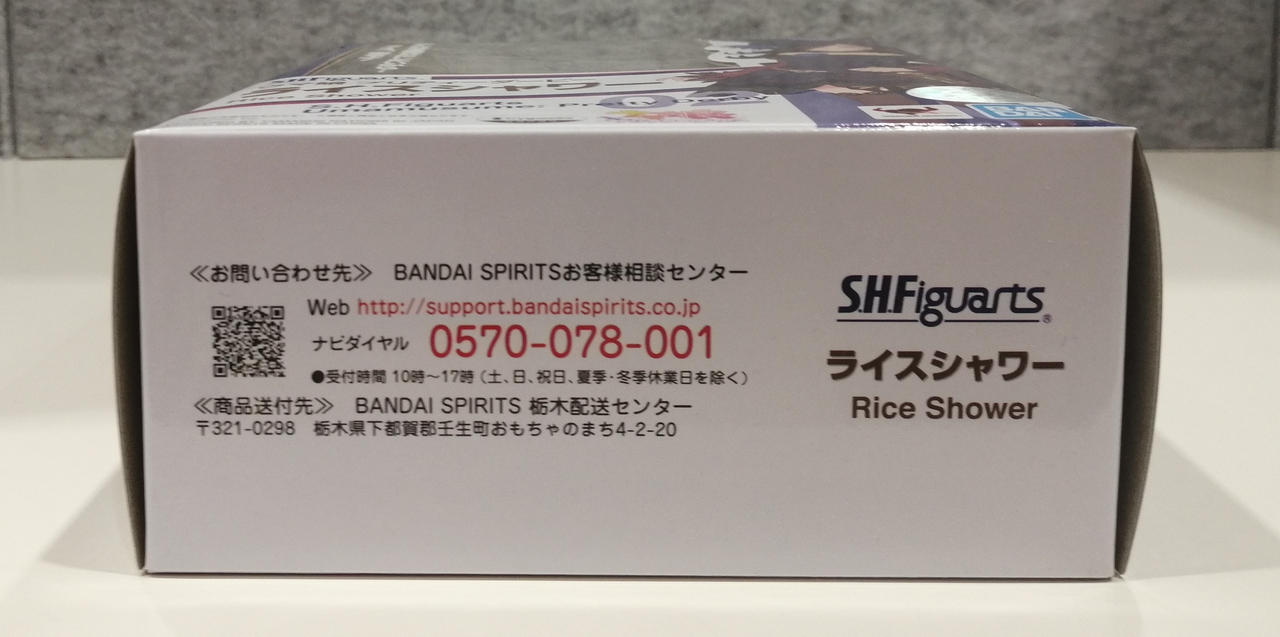 S.H.Figuarts
ライスシャワー
S.H.Figuarts
≪お問い合わせ先≫ BANDAI SPIRITSお客様相談センター
Web http://support.bandaispirits.co.jp
ナビダイヤル 0570-078-001
●受付時間 10時～17時（土、日、祝日、夏季・冬季休業日を除く）
≪商品送付先≫ BANDAI SPIRITS 栃木配送センター
〒321-0298 栃木県下都賀郡壬生町おもちゃのまち4-2-20
S.H.Figuarts®
ライスシャワー
Rice Shower